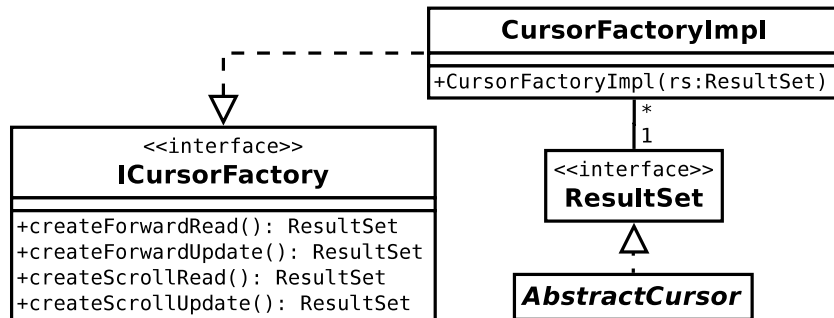 CursorFactoryImpl
+CursorFactoryImpl(rs:ResultSet)
*
1
<<interface>>
ICursorFactory
+createForwardRead(): ResultSet
+createForwardUpdate(): ResultSet
+createScrollRead(): ResultSet
+createScrollUpdate(): ResultSet
<<interface>>
ResultSet
AbstractCursor